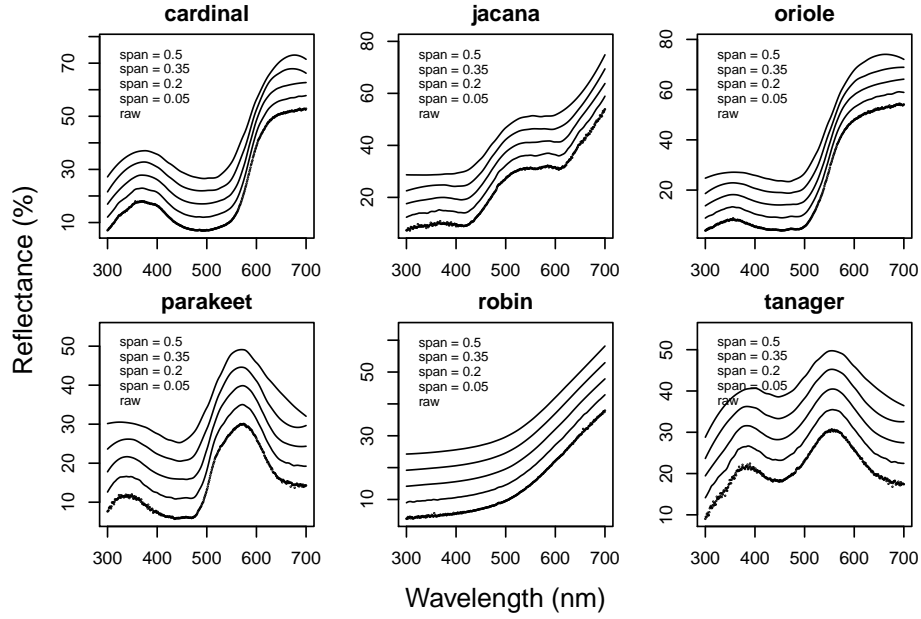 cardinal
jacana
oriole
span = 0.5
span = 0.35
span = 0.2
span = 0.05
raw
10
30
50
70
300 400 500 600 700
span = 0.5
span = 0.35
span = 0.2
span = 0.05
raw
20
40
60
80
300 400 500 600 700
span = 0.5
span = 0.35
span = 0.2
span = 0.05
raw
20
40
60
80
300 400 500 600 700
Reflectance (%)
parakeet
robin
tanager
span = 0.5
span = 0.35
span = 0.2
span = 0.05
raw
10
20
30
40
50
300 400 500 600 700
span = 0.5
span = 0.35
span = 0.2
span = 0.05
raw
10
30
50
300 400 500 600 700
span = 0.5
span = 0.35
span = 0.2
span = 0.05
raw
10
20
30
40
50
300 400 500 600 700
Wavelength (nm)